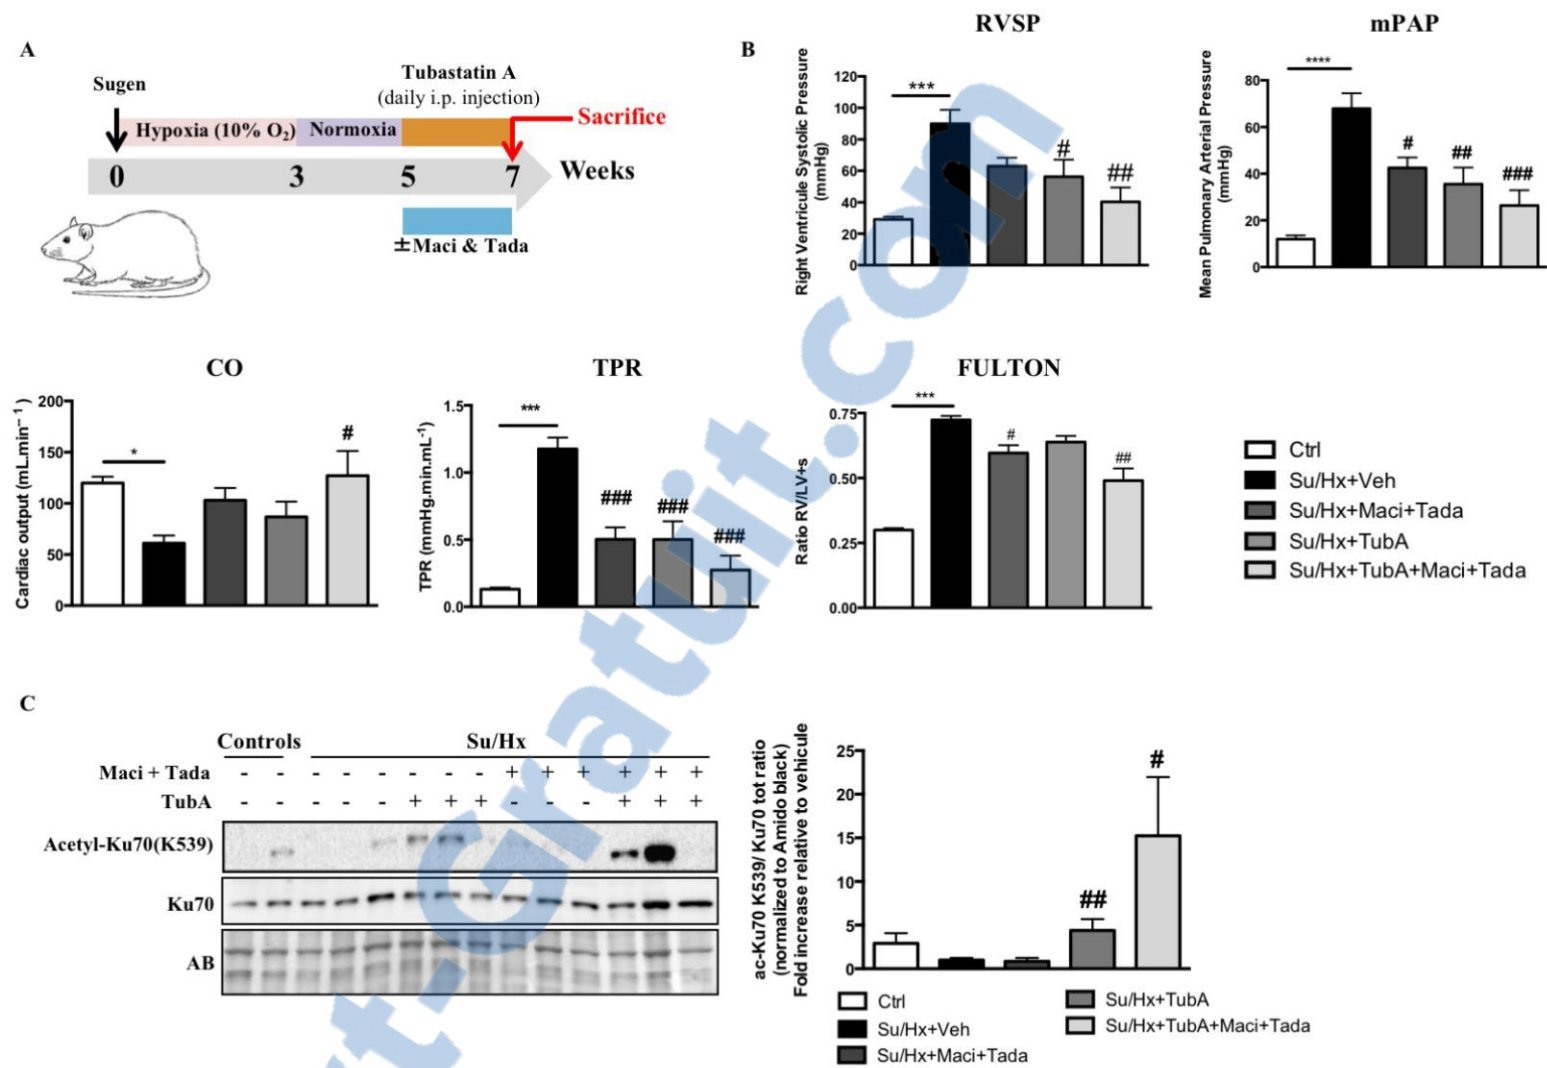 A
Sugen
Tubastatin A
(daily i.p. injection)
Hypoxia (10% O₂)
Normoxia
Sacrifice
0
3
5
7
Weeks
±Maci & Tada
B
RVSP
Right Ventricule Systolic Pressure
(mmHg)
120
100
80
60
40
20
0
***
#
##
mPAP
Mean Pulmonary Arterial Pressure
(mmHg)
80
60
40
20
0
****
#
##
###
CO
Cardiac output (mL.min⁻¹)
200
150
100
50
0
*
#
TPR
TPR (mmHg.min.mL⁻¹)
1.5
1.0
0.5
0.0
***
###
###
###
FULTON
Ratio RV/LV+s
0.75
0.50
0.25
0.00
***
#
##
Ctrl
Su/Hx+Veh
Su/Hx+Maci+Tada
Su/Hx+TubA
Su/Hx+TubA+Maci+Tada
C
Controls
Su/Hx
Maci + Tada - - - - - - - - + + + + + +
TubA - - - - - + + + - - - + + +
Acetyl-Ku70(K539)
Ku70
AB
ac-Ku70 K539/ Ku70 tot ratio
(normalized to Amido black)
Fold increase relative to vehicule
25
20
15
10
5
0
##
#
Ctrl
Su/Hx+Veh
Su/Hx+Maci+Tada
Su/Hx+TubA
Su/Hx+TubA+Maci+Tada
t-Gratuit.com